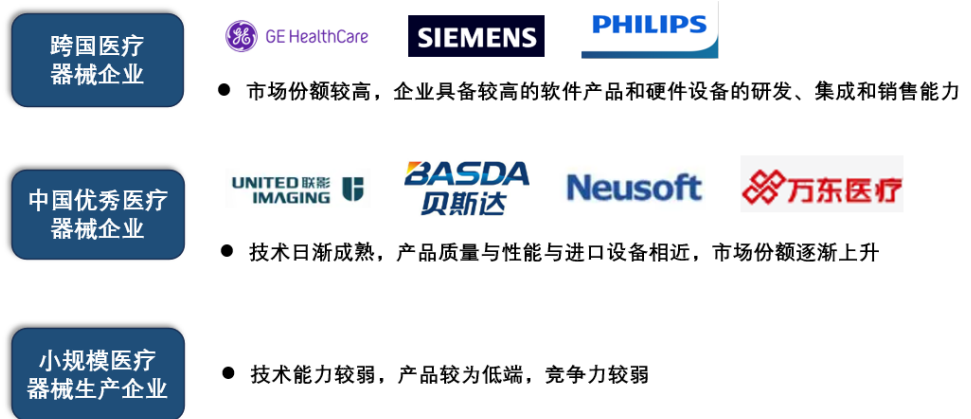 跨国医疗
器械企业
GE HealthCare
SIEMENS
PHILIPS
● 市场份额较高，企业具备较高的软件产品和硬件设备的研发、集成和销售能力
中国优秀医疗
器械企业
UNITED联影
IMAGING
BASDA
贝斯达
Neusoft
万东医疗
● 技术日渐成熟，产品质量与性能与进口设备相近，市场份额逐渐上升
小规模医疗
器械生产企业
● 技术能力较弱，产品较为低端，竞争力较弱